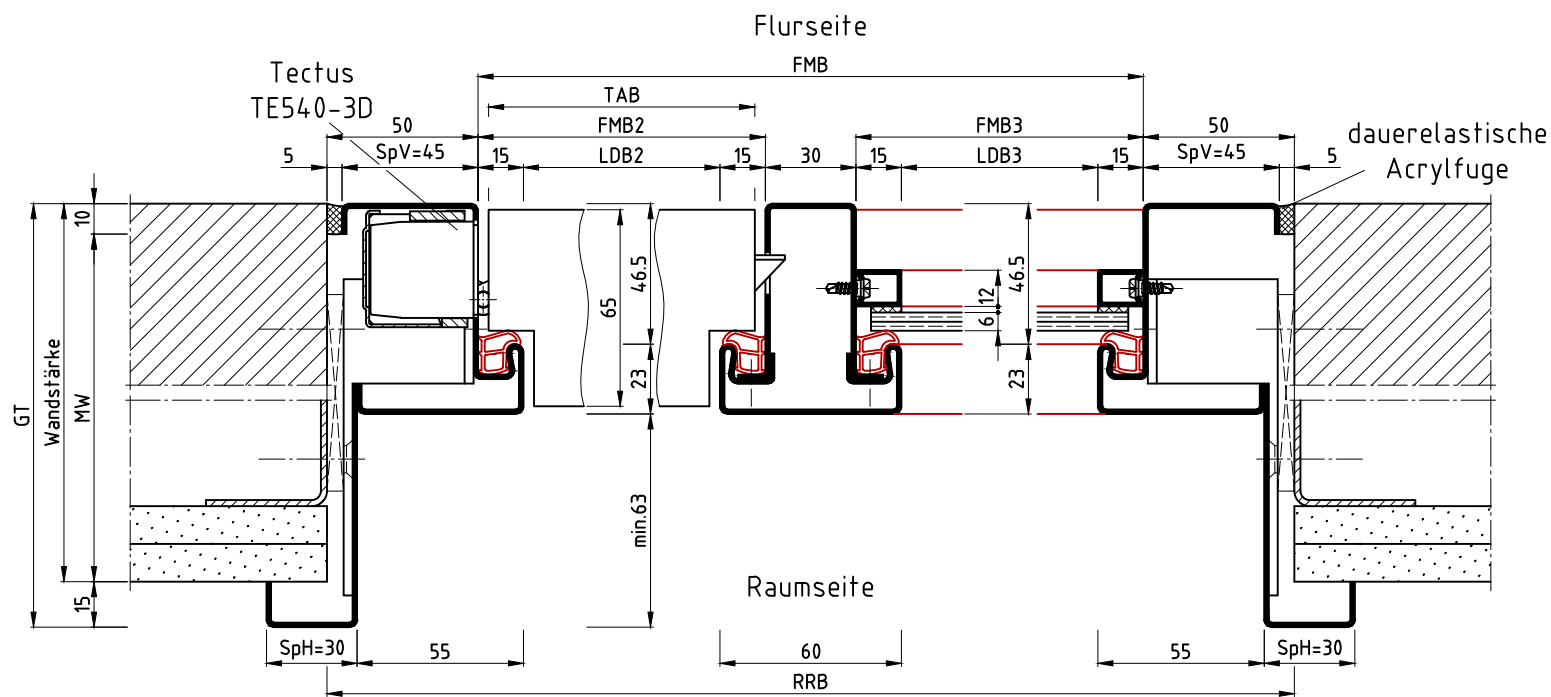 Flurseite
FMB
Tectus
TE540-3D
TAB
50
FMB2
FMB3
50
dauerelastische
Acrylfuge
5
SpV=45
15
LDB2
15
30
15
LDB3
15
SpV=45
5
10
46.5
65
46.5
12
6
23
23
GT
Wandstärke
MW
min.63
15
Raumseite
SpH=30
55
60
55
SpH=30
RRB